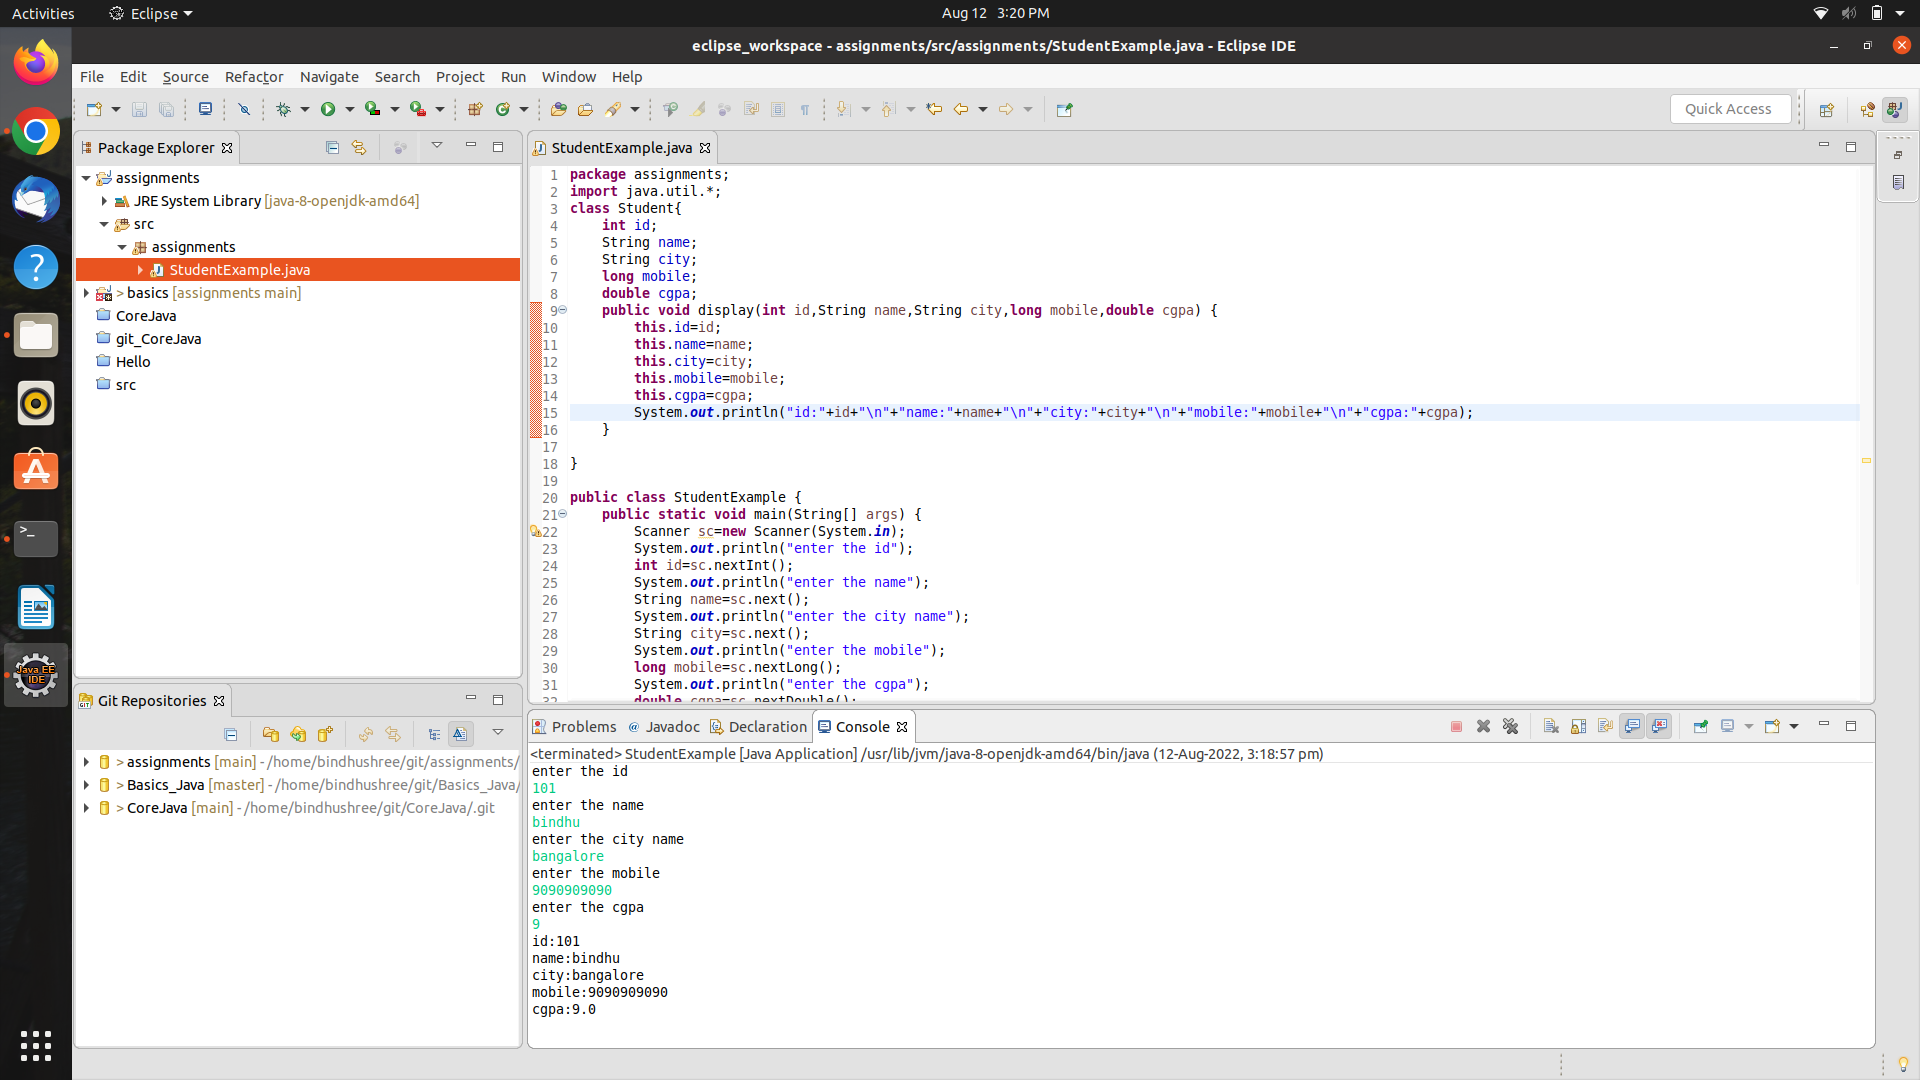 Activities Eclipse Aug 12 3:20 PM
eclipse_workspace - assignments/src/assignments/StudentExample.java - Eclipse IDE
File Edit Source Refactor Navigate Search Project Run Window Help
Quick Access
Package Explorer
assignments
JRE System Library [java-8-openjdk-amd64]
src
assignments
StudentExample.java
> basics [assignments main]
CoreJava
git_CoreJava
Hello
src
Java EE
IDE
Git Repositories
> assignments [main] - /home/bindhushree/git/assignments/
> Basics_Java [master] - /home/bindhushree/git/Basics_Java/
> CoreJava [main] - /home/bindhushree/git/CoreJava/.git
StudentExample.java
1 package assignments;
2 import java.util.*;
3 class Student{
4     int id;
5     String name;
6     String city;
7     long mobile;
8     double cgpa;
9     public void display(int id,String name,String city,long mobile,double cgpa) {
10         this.id=id;
11         this.name=name;
12         this.city=city;
13         this.mobile=mobile;
14         this.cgpa=cgpa;
15         System.out.println("id:"+id+"\n"+"name:"+name+"\n"+"city:"+city+"\n"+"mobile:"+mobile+"\n"+"cgpa:"+cgpa);
16     }
17
18 }
19
20 public class StudentExample {
21     public static void main(String[] args) {
22         Scanner sc=new Scanner(System.in);
23         System.out.println("enter the id");
24         int id=sc.nextInt();
25         System.out.println("enter the name");
26         String name=sc.next();
27         System.out.println("enter the city name");
28         String city=sc.next();
29         System.out.println("enter the mobile");
30         long mobile=sc.nextLong();
31         System.out.println("enter the cgpa");
32         double cgpa=sc.nextDouble();
Problems @ Javadoc Declaration Console
<terminated> StudentExample [Java Application] /usr/lib/jvm/java-8-openjdk-amd64/bin/java (12-Aug-2022, 3:18:57 pm)
enter the id
101
enter the name
bindhu
enter the city name
bangalore
enter the mobile
9090909090
enter the cgpa
9
id:101
name:bindhu
city:bangalore
mobile:9090909090
cgpa:9.0